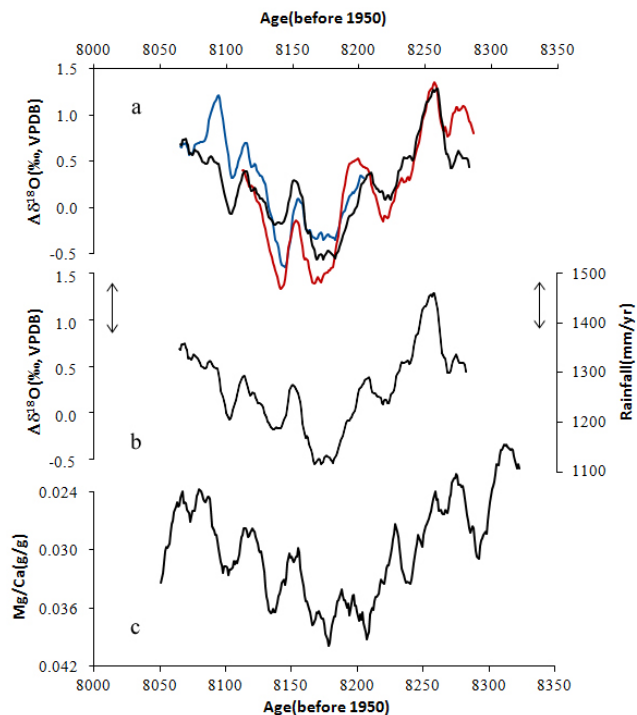 Age(before 1950)
8000 8050 8100 8150 8200 8250 8300 8350
1.5
a
1.0
0.5
0.0
-0.5
Δδ¹⁸O(‰, VPDB)
1.5
1.0
0.5
0.0
-0.5
Δδ¹⁸O(‰, VPDB)
b
1500
1400
1300
1200
1100
Rainfall(mm/yr)
0.024
0.030
0.036
0.042
Mg/Ca(g/g)
c
8000 8050 8100 8150 8200 8250 8300 8350
Age(before 1950)